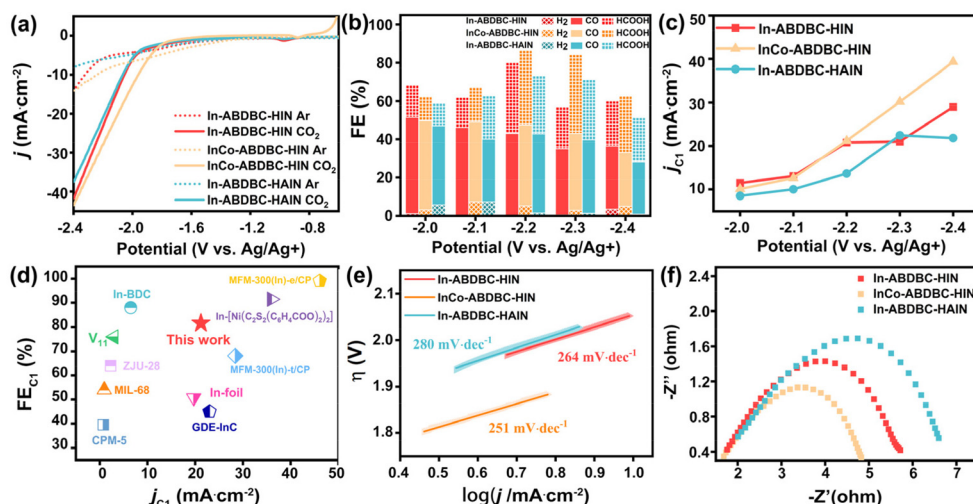 (a)
j (mA·cm⁻²)
0
-10
-20
-30
-40
In-ABDBC-HIN Ar
In-ABDBC-HIN CO₂
InCo-ABDBC-HIN Ar
InCo-ABDBC-HIN CO₂
In-ABDBC-HAIN Ar
In-ABDBC-HAIN CO₂
-2.4 -2.0 -1.6 -1.2 -0.8
Potential (V vs. Ag/Ag+)
(b)
FE (%)
100
80
60
40
20
0
In-ABDBC-HIN H₂ CO HCOOH
InCo-ABDBC-HIN H₂ CO HCOOH
In-ABDBC-HAIN H₂ CO HCOOH
-2.0 -2.1 -2.2 -2.3 -2.4
Potential (V vs. Ag/Ag+)
(c)
jC1 (mA·cm⁻²)
50
40
30
20
10
In-ABDBC-HIN
InCo-ABDBC-HIN
In-ABDBC-HAIN
-2.0 -2.1 -2.2 -2.3 -2.4
Potential (V vs. Ag/Ag+)
(d)
FEC1 (%)
100
90
80
70
60
50
40
30
MFM-300(In)-e/CP
In-BDC
In-[Ni(C₂S₂(C₆H₄COO)₂)₂]
V₁₁
This work
ZJU-28
MFM-300(In)-t/CP
MIL-68
In-foil
GDE-InC
CPM-5
0 10 20 30 40 50
jC1 (mA·cm⁻²)
(e)
η (V)
2.1
2.0
1.9
1.8
In-ABDBC-HIN
InCo-ABDBC-HIN
In-ABDBC-HAIN
280 mV·dec⁻¹
264 mV·dec⁻¹
251 mV·dec⁻¹
0.4 0.5 0.6 0.7 0.8 0.9 1.0
log(j /mA·cm⁻²)
(f)
-Z'' (ohm)
2.4
2.0
1.6
1.2
0.8
0.4
In-ABDBC-HIN
InCo-ABDBC-HIN
In-ABDBC-HAIN
2 3 4 5 6 7
-Z'(ohm)